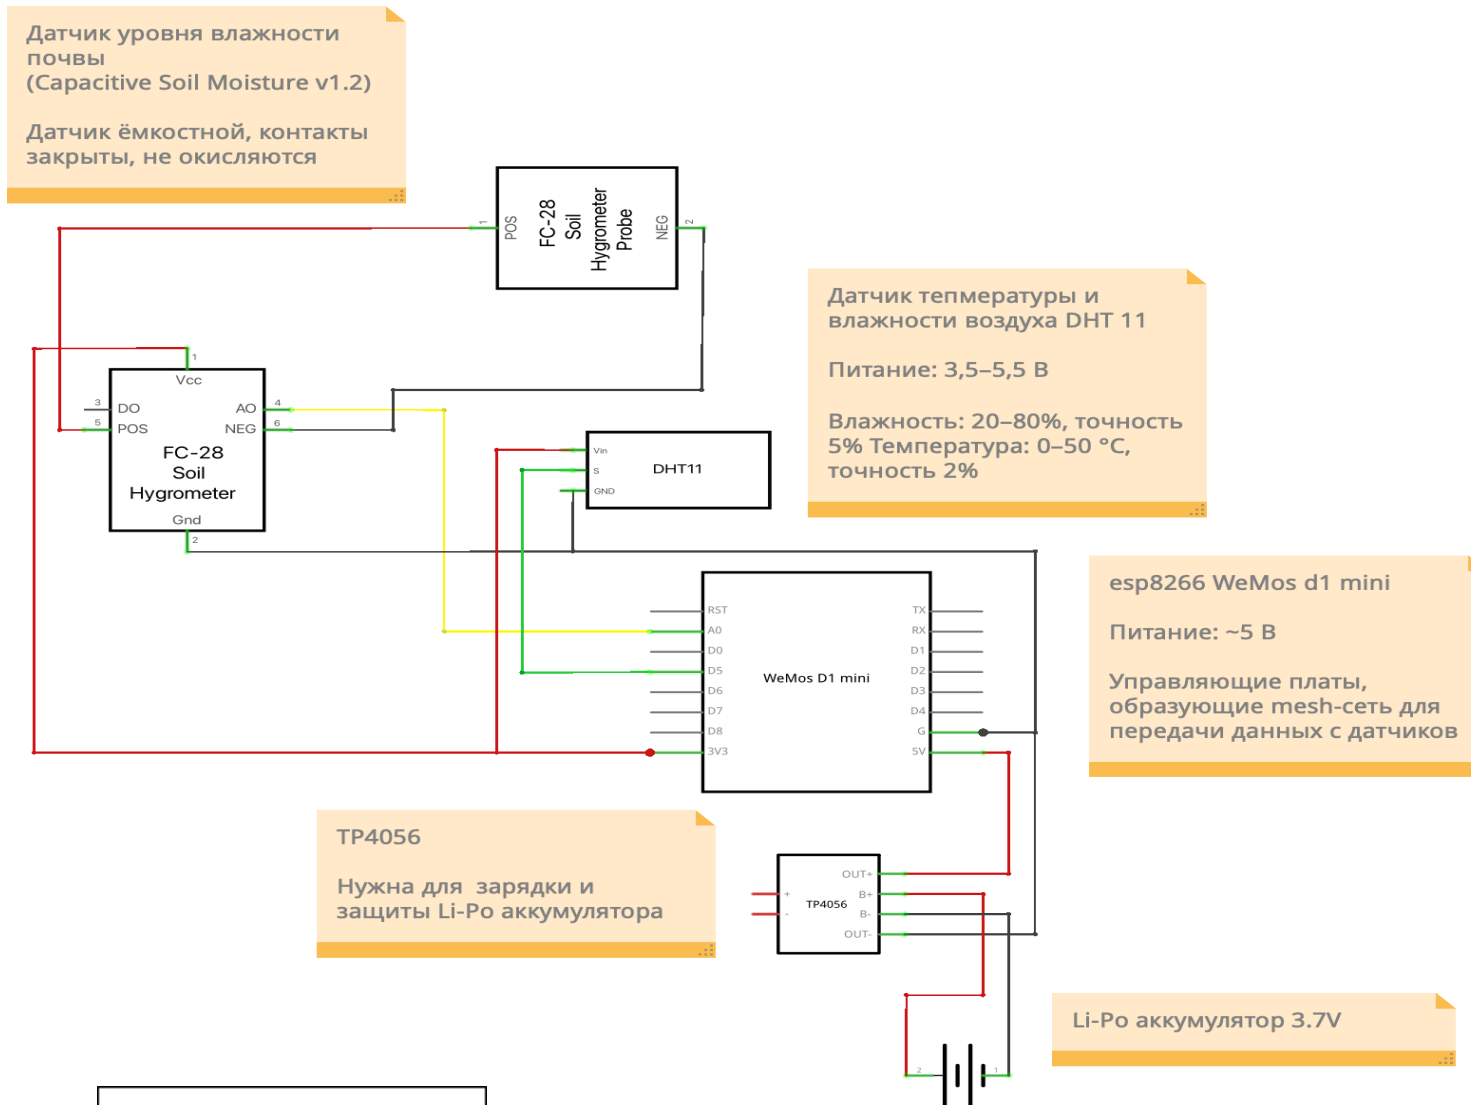 Датчик уровня влажности
почвы
(Capacitive Soil Moisture v1.2)
Датчик ёмкостной, контакты
закрыты, не окисляются
1
POS
FC-28
Soil
Hygrometer
Probe
NEG
2
Датчик тепмературы и
влажности воздуха DHT 11
Питание: 3,5–5,5 В
Влажность: 20–80%, точность
5% Температура: 0–50 °C,
точность 2%
1
Vcc
3
DO
AO
4
5
POS
NEG
6
FC-28
Soil
Hygrometer
Gnd
2
Vin
S
GND
DHT11
RST
A0
D0
D5
D6
D7
D8
3V3
WeMos D1 mini
TX
RX
D1
D2
D3
D4
G
5V
esp8266 WeMos d1 mini
Питание: ~5 В
Управляющие платы,
образующие mesh-сеть для
передачи данных с датчиков
TP4056
Нужна для  зарядки и
защиты Li-Po аккумулятора
+
-
TP4056
OUT+
B+
B-
OUT-
2
1
Li-Po аккумулятор 3.7V